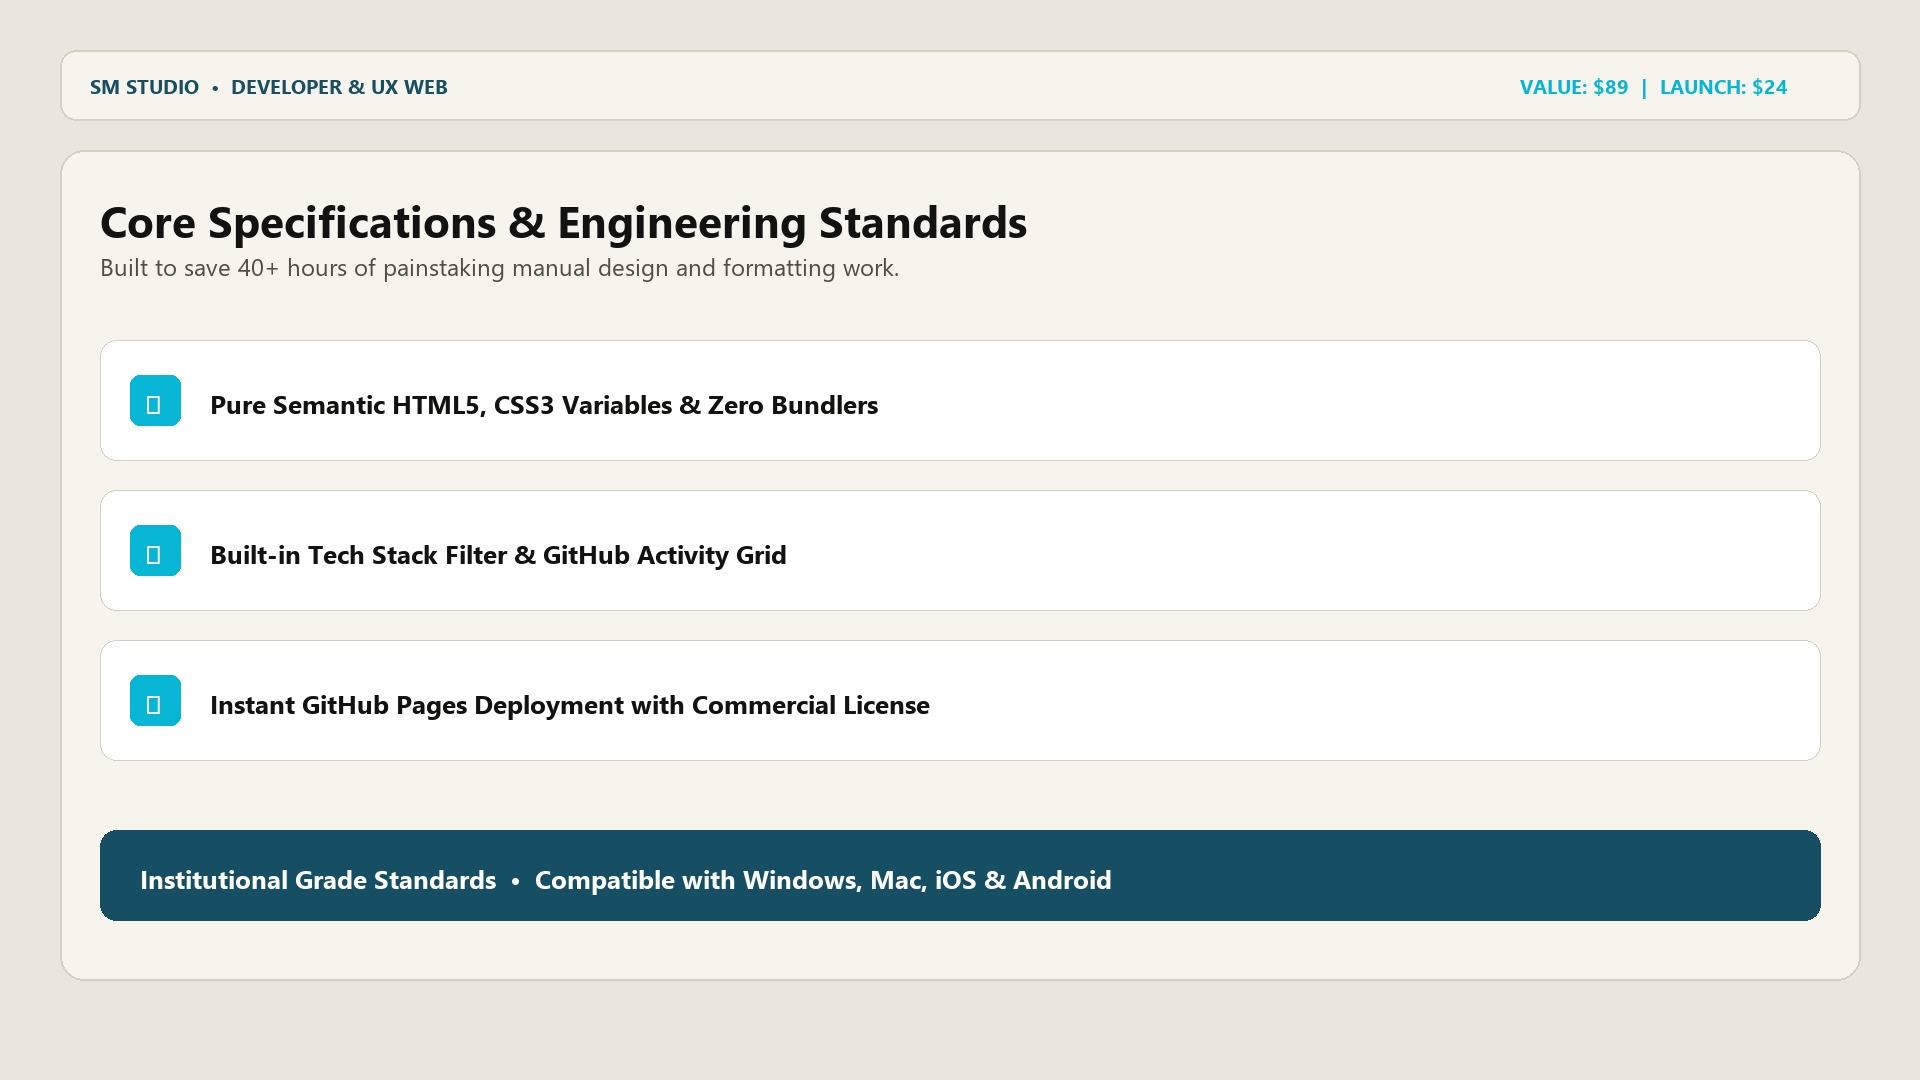 SM STUDIO • DEVELOPER & UX WEB
VALUE: $89 | LAUNCH: $24
Core Specifications & Engineering Standards
Built to save 40+ hours of painstaking manual design and formatting work.
Pure Semantic HTML5, CSS3 Variables & Zero Bundlers
Built-in Tech Stack Filter & GitHub Activity Grid
Instant GitHub Pages Deployment with Commercial License
Institutional Grade Standards • Compatible with Windows, Mac, iOS & Android